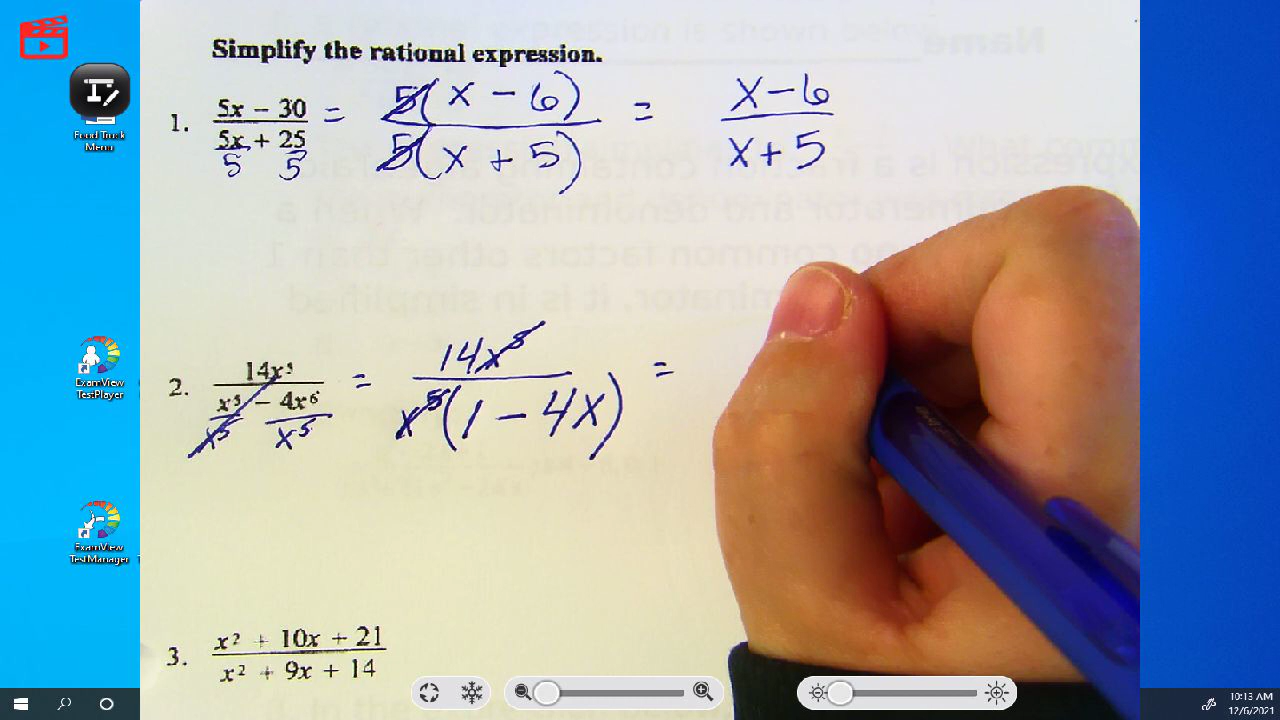 Simplify the rational expression.
1. (5x − 30)/(5x + 25) = 5(x − 6)/5(x + 5) = (x − 6)/(x + 5)
5 5
2. 14x⁵/(x⁵ − 4x⁶) = 14x⁵/x⁵(1 − 4x) =
x⁵ x⁵
3. (x² + 10x + 21)/(x² + 9x + 14)
Food Truck
Menu
ExamView
TestPlayer
ExamView
TestManager
10:13 AM
12/6/2021